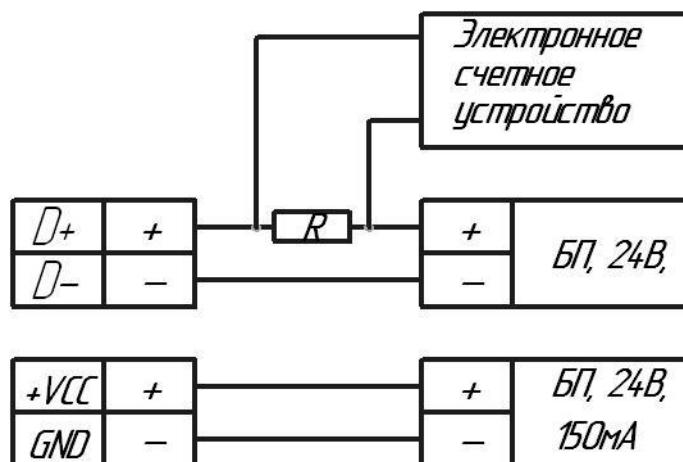 Электронное
счетное
устройство
D+ + R + БП, 24В,
D- - -
+VCC + + БП, 24В,
GND - - 150мА